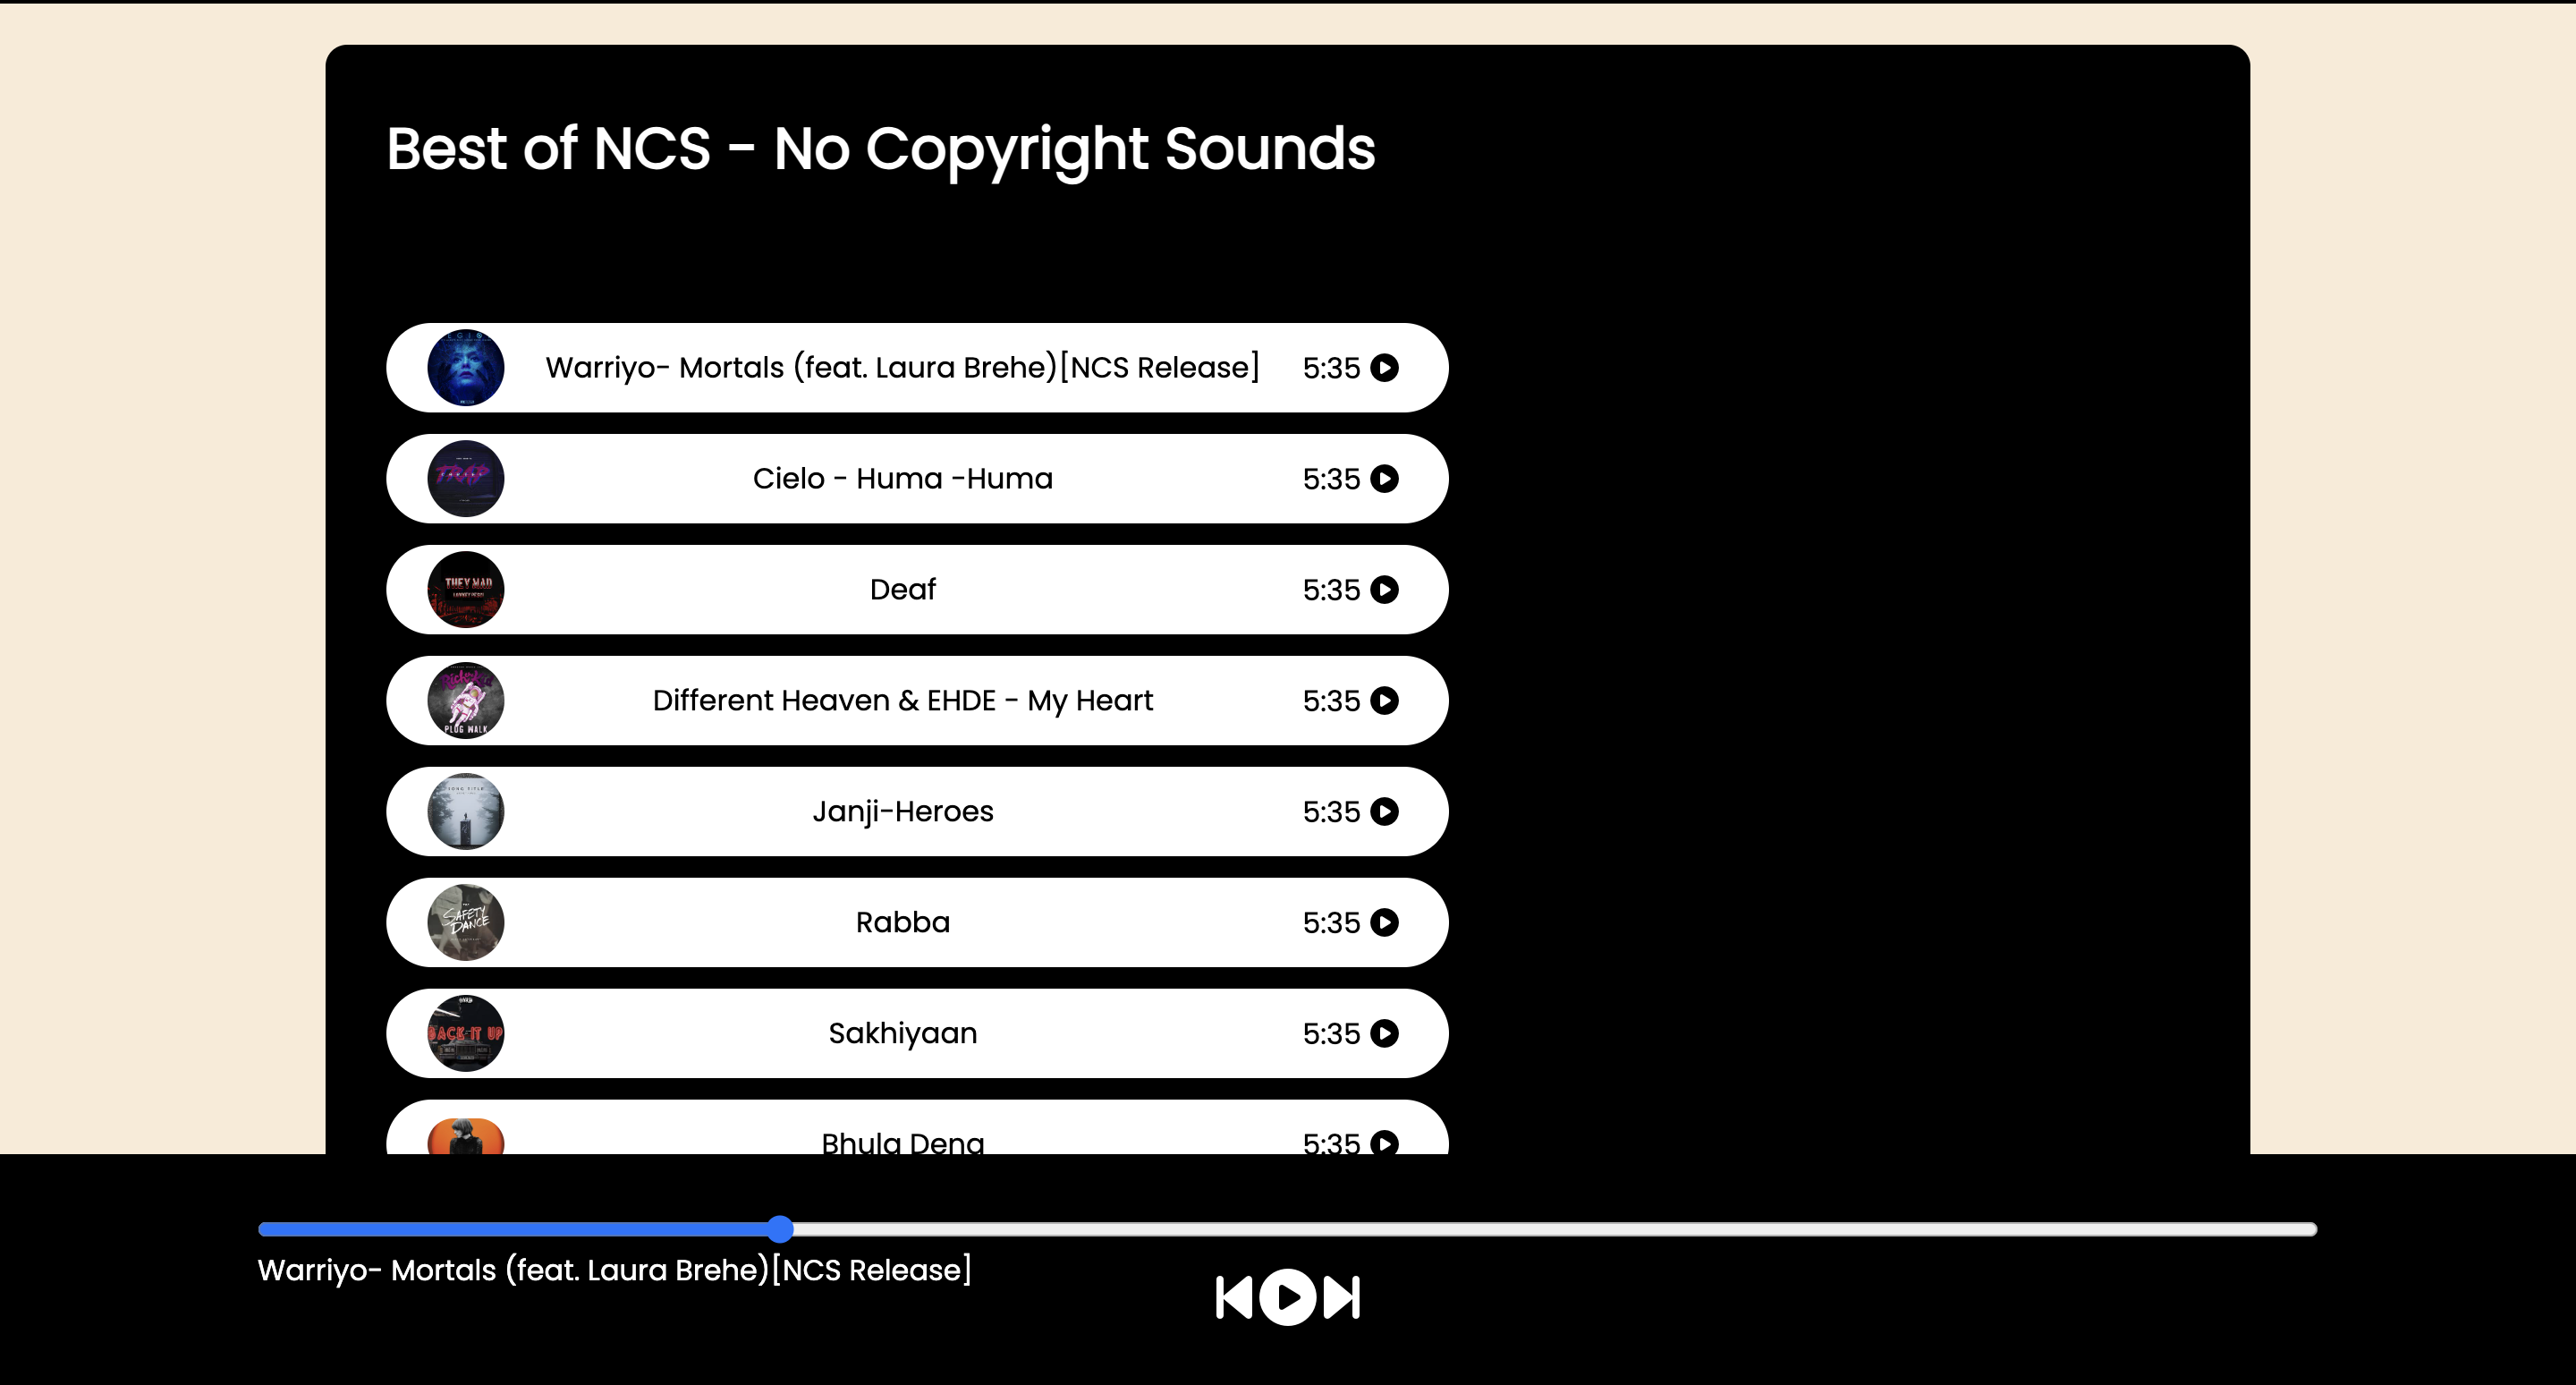 Best of NCS - No Copyright Sounds
Warriyo- Mortals (feat. Laura Brehe)[NCS Release] 5:35
TRAP
Cielo - Huma -Huma 5:35
THEY MAD
Deaf 5:35
PLUG WALK
Different Heaven & EHDE - My Heart 5:35
SONG TITLE
Janji-Heroes 5:35
SAFETY
DANCE
Rabba 5:35
BACK IT UP
Sakhiyaan 5:35
Bhula Dena 5:35
Warriyo- Mortals (feat. Laura Brehe)[NCS Release]